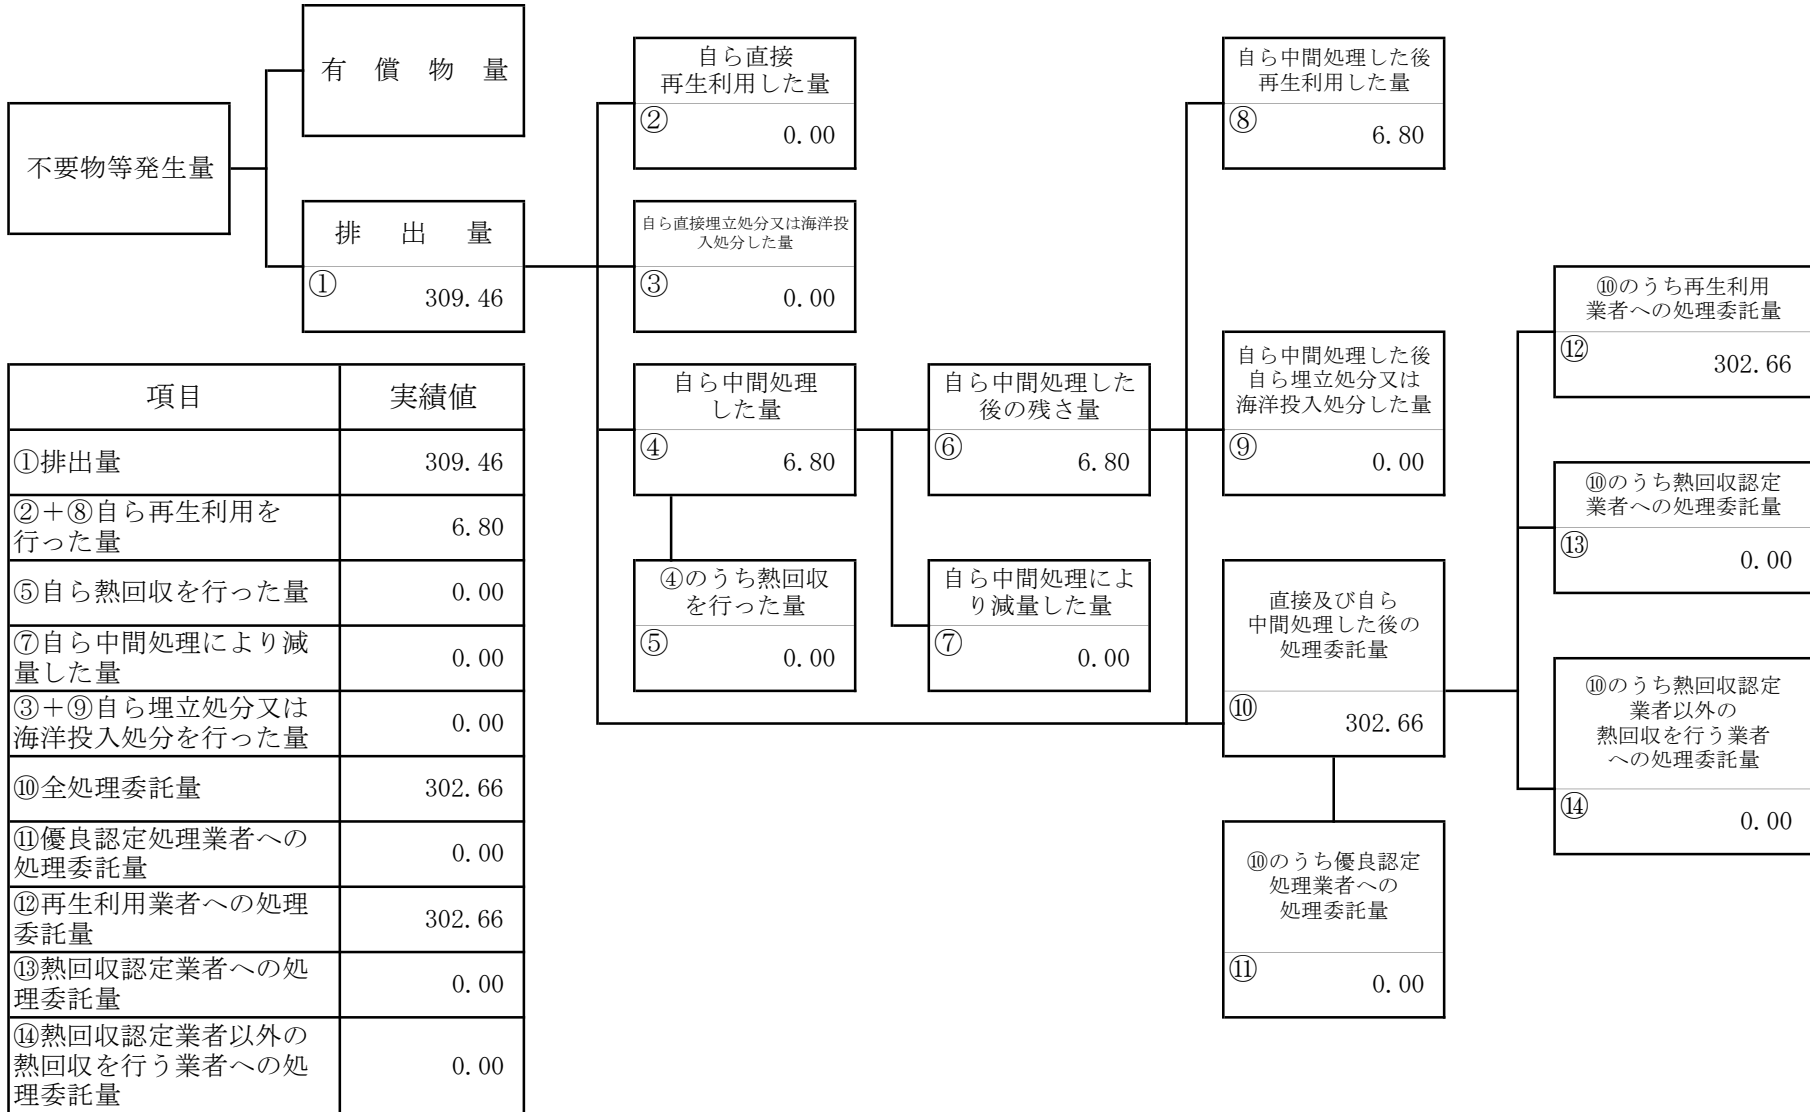 有償物量
不要物等発生量
排出量
①
309.46
自ら直接
再生利用した量
②
0.00
自ら直接埋立処分又は海洋投
入処分した量
③
0.00
自ら中間処理
した量
④
6.80
④のうち熱回収
を行った量
⑤
0.00
自ら中間処理した
後の残さ量
⑥
6.80
自ら中間処理によ
り減量した量
⑦
0.00
自ら中間処理した後
再生利用した量
⑧
6.80
自ら中間処理した後
自ら埋立処分又は
海洋投入処分した量
⑨
0.00
直接及び自ら
中間処理した後の
処理委託量
⑩
302.66
⑩のうち優良認定
処理業者への
処理委託量
⑪
0.00
⑩のうち再生利用
業者への処理委託量
⑫
302.66
⑩のうち熱回収認定
業者への処理委託量
⑬
0.00
⑩のうち熱回収認定
業者以外の
熱回収を行う業者
への処理委託量
⑭
0.00
項目 実績値
①排出量 309.46
②＋⑧自ら再生利用を
行った量 6.80
⑤自ら熱回収を行った量 0.00
⑦自ら中間処理により減
量した量 0.00
③＋⑨自ら埋立処分又は
海洋投入処分を行った量 0.00
⑩全処理委託量 302.66
⑪優良認定処理業者への
処理委託量 0.00
⑫再生利用業者への処理
委託量 302.66
⑬熱回収認定業者への処
理委託量 0.00
⑭熱回収認定業者以外の
熱回収を行う業者への処
理委託量 0.00